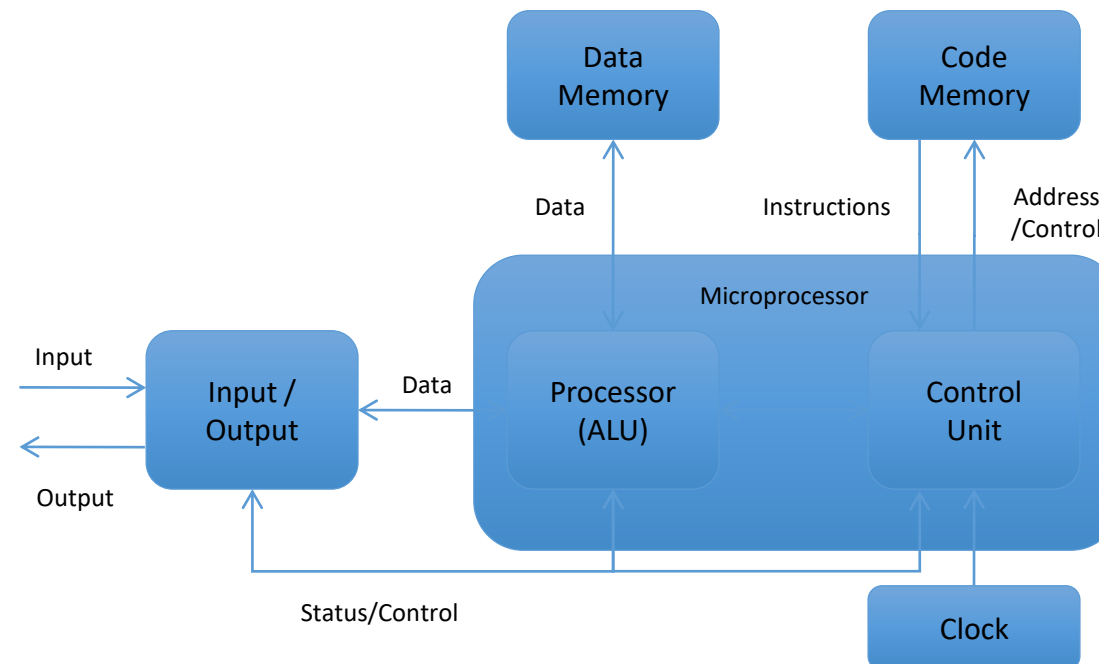 Data
Memory
Code
Memory
Data
Instructions
Address
/Control
Microprocessor
Input
Input /
Output
Data
Processor
(ALU)
Control
Unit
Output
Status/Control
Clock